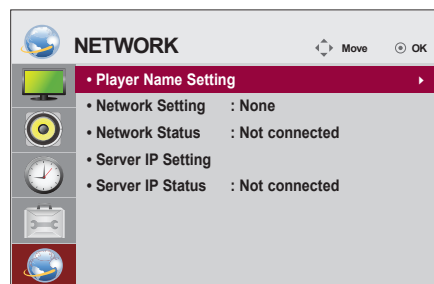 NETWORK Move OK
• Player Name Setting
• Network Setting : None
• Network Status : Not connected
• Server IP Setting
• Server IP Status : Not connected